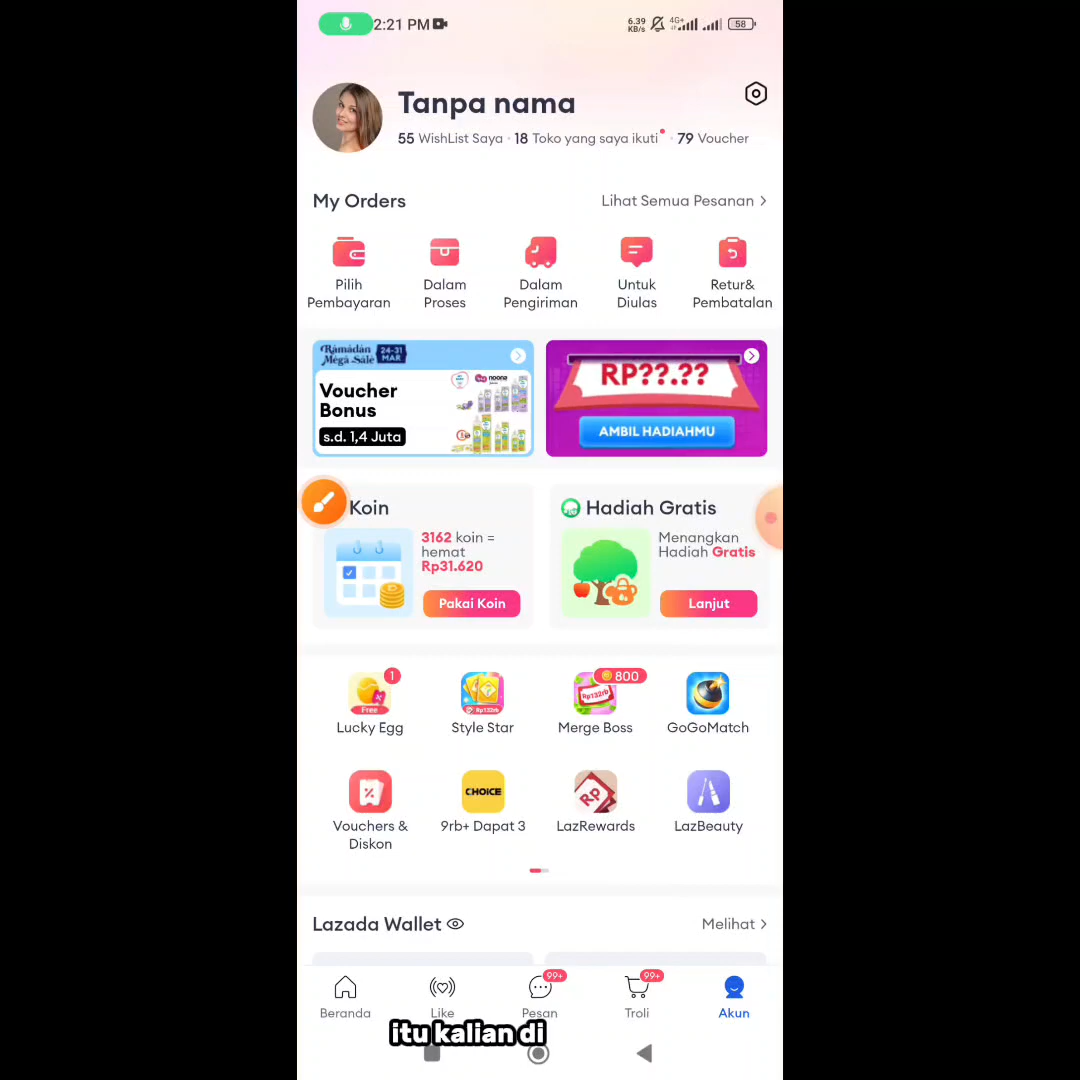 2:21 PM
6.39
KB/s
4G+
58
Tanpa nama
55 WishList Saya · 18 Toko yang saya ikuti · 79 Voucher
My Orders
Lihat Semua Pesanan >
Pilih
Pembayaran
Dalam
Proses
Dalam
Pengiriman
Untuk
Diulas
Retur&
Pembatalan
Ramadan
Mega Sale
24-31
MAR
Voucher
Bonus
s.d. 1,4 Juta
RP??.??
AMBIL HADIAHMU
Koin
3162 koin =
hemat
Rp31.620
Pakai Koin
Hadiah Gratis
Menangkan
Hadiah Gratis
Lanjut
1
Free
Lucky Egg
Rp132rb
Style Star
800
Rp132rb
Merge Boss
GoGoMatch
Vouchers &
Diskon
CHOICE
9rb+ Dapat 3
Rp
LazRewards
LazBeauty
Lazada Wallet
Melihat >
Beranda
Like
99+
Pesan
99+
Troli
Akun
itu kalian di